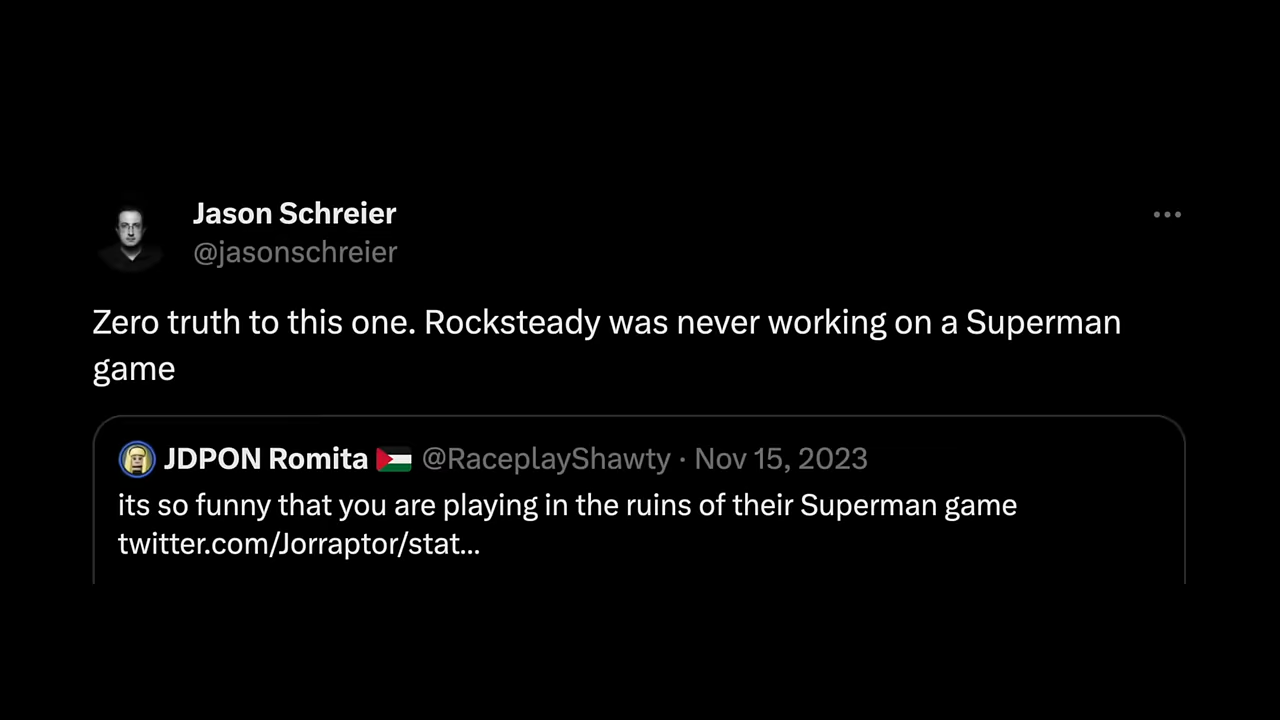 Jason Schreier
@jasonschreier
Zero truth to this one. Rocksteady was never working on a Superman
game
JDPON Romita 🇵🇸 @RaceplayShawty · Nov 15, 2023
its so funny that you are playing in the ruins of their Superman game
twitter.com/Jorraptor/stat...